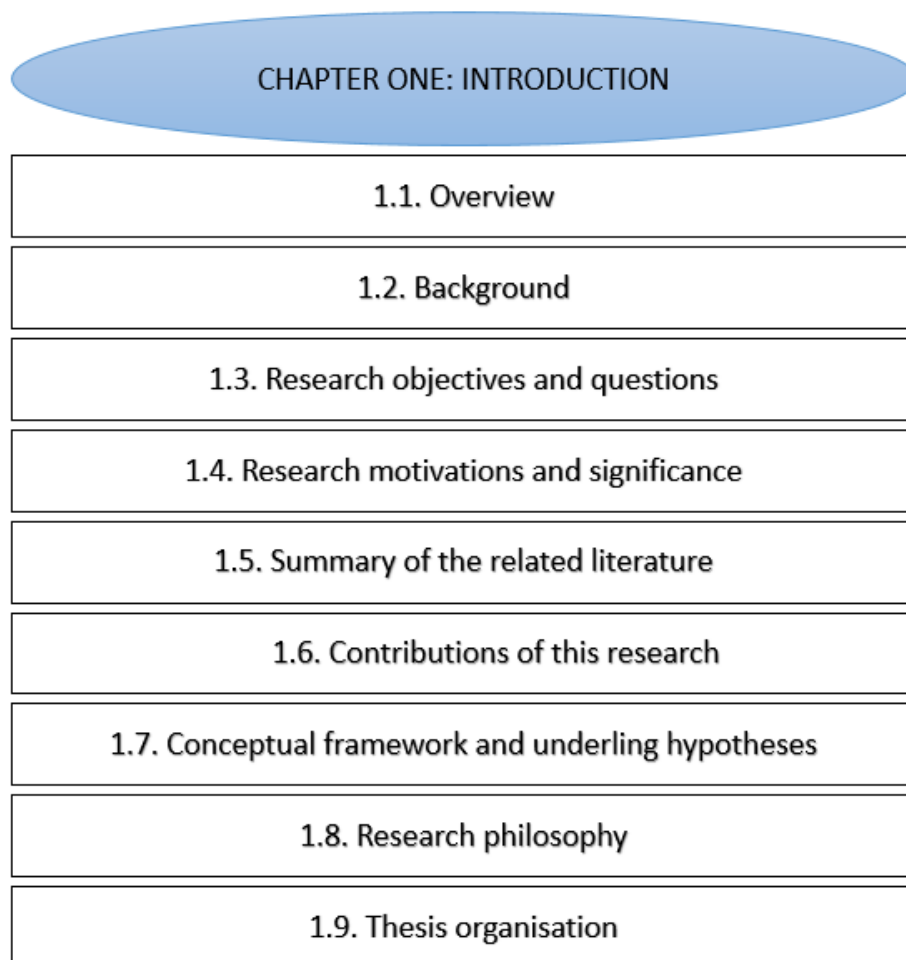 CHAPTER ONE: INTRODUCTION
1.1. Overview
1.2. Background
1.3. Research objectives and questions
1.4. Research motivations and significance
1.5. Summary of the related literature
1.6. Contributions of this research
1.7. Conceptual framework and underling hypotheses
1.8. Research philosophy
1.9. Thesis organisation